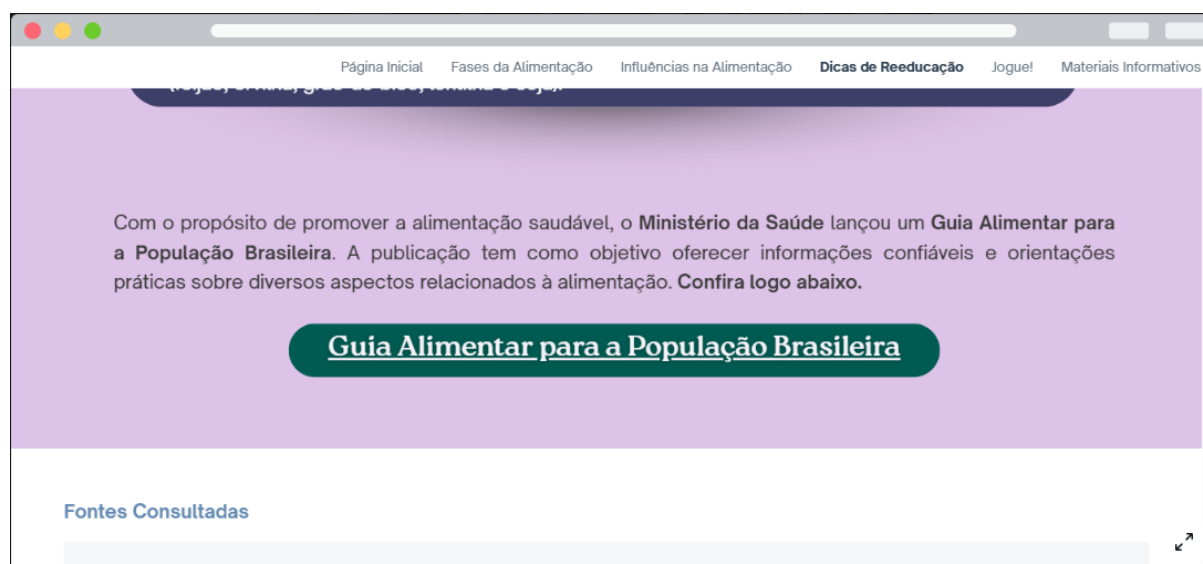 Página Inicial Fases da Alimentação Influências na Alimentação Dicas de Reeducação Jogue! Materiais Informativos
Com o propósito de promover a alimentação saudável, o Ministério da Saúde lançou um Guia Alimentar para
a População Brasileira. A publicação tem como objetivo oferecer informações confiáveis e orientações
práticas sobre diversos aspectos relacionados à alimentação. Confira logo abaixo.
Guia Alimentar para a População Brasileira
Fontes Consultadas